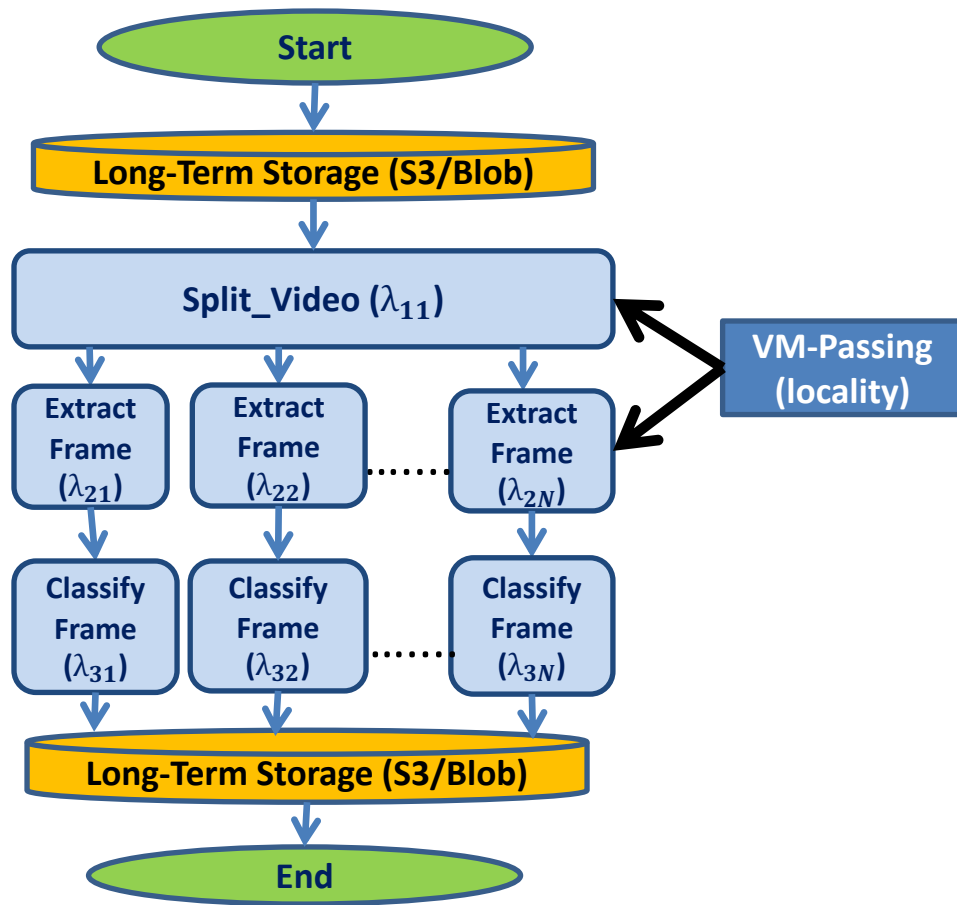 Start
Long-Term Storage (S3/Blob)
Split_Video (λ₁₁)
VM-Passing
(locality)
Extract
Frame
(λ₂₁)
Extract
Frame
(λ₂₂)
Extract
Frame
(λ₂N)
Classify
Frame
(λ₃₁)
Classify
Frame
(λ₃₂)
Classify
Frame
(λ₃N)
Long-Term Storage (S3/Blob)
End